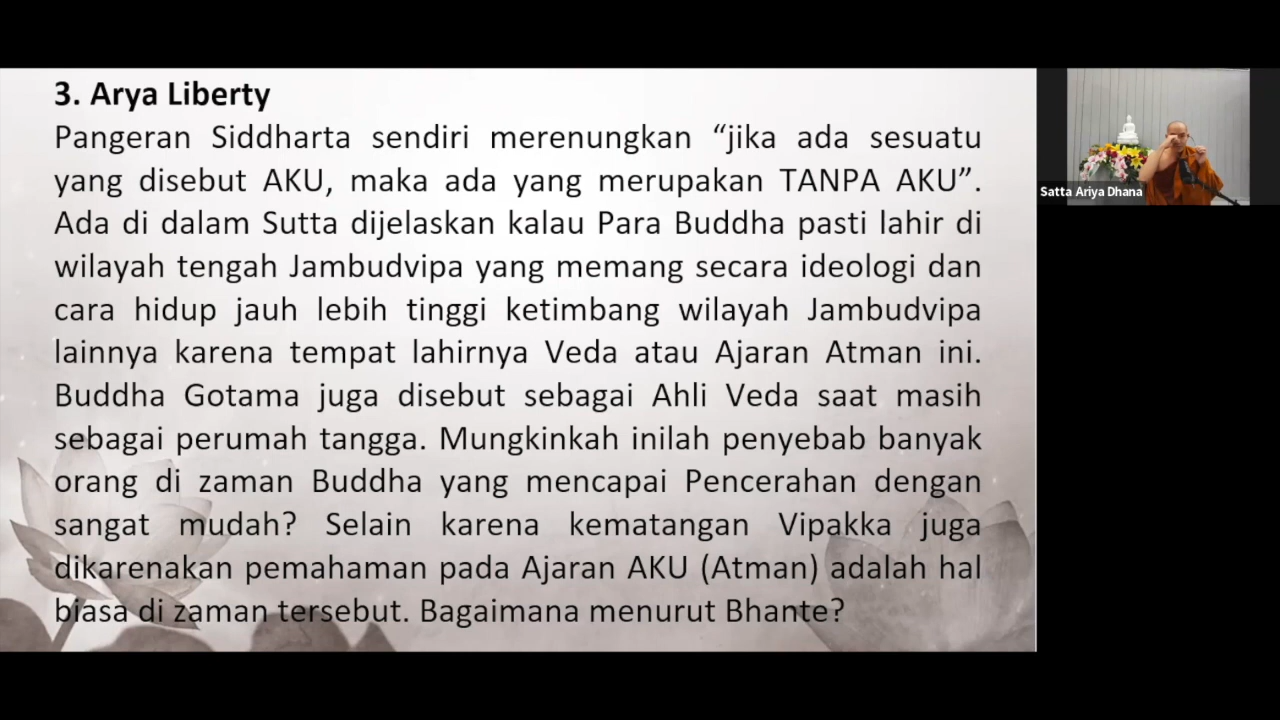 3. Arya Liberty
Pangeran Siddharta sendiri merenungkan “jika ada sesuatu
yang disebut AKU, maka ada yang merupakan TANPA AKU”.
Ada di dalam Sutta dijelaskan kalau Para Buddha pasti lahir di
wilayah tengah Jambudvipa yang memang secara ideologi dan
cara hidup jauh lebih tinggi ketimbang wilayah Jambudvipa
lainnya karena tempat lahirnya Veda atau Ajaran Atman ini.
Buddha Gotama juga disebut sebagai Ahli Veda saat masih
sebagai perumah tangga. Mungkinkah inilah penyebab banyak
orang di zaman Buddha yang mencapai Pencerahan dengan
sangat mudah? Selain karena kematangan Vipakka juga
dikarenakan pemahaman pada Ajaran AKU (Atman) adalah hal
biasa di zaman tersebut. Bagaimana menurut Bhante?
Satta Ariya Dhana